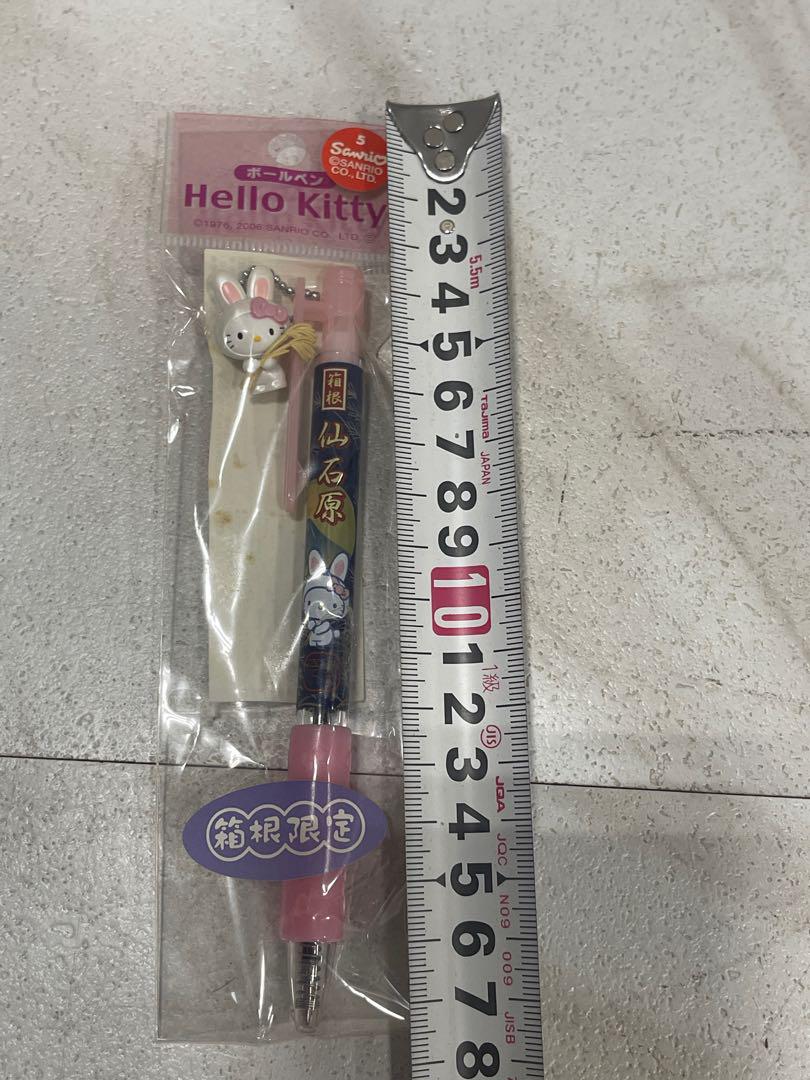 5
Sanrio
©SANRIO
CO., LTD.
ボールペン
Hello Kitty
©1976, 2006 SANRIO CO., LTD.
箱根
仙石原
箱根限定
2
3
5.5m
4
5
6
Tajima
7
JAPAN
8
9
10
1
1級
2
JIS
3
JQA
4
JQC
5
N09
6
009
7
JISB
8